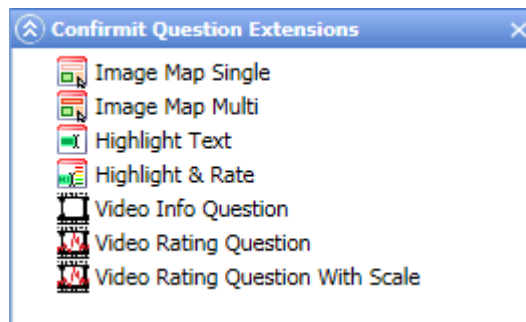 Confirmit Question Extensions
Image Map Single
Image Map Multi
Highlight Text
Highlight & Rate
Video Info Question
Video Rating Question
Video Rating Question With Scale